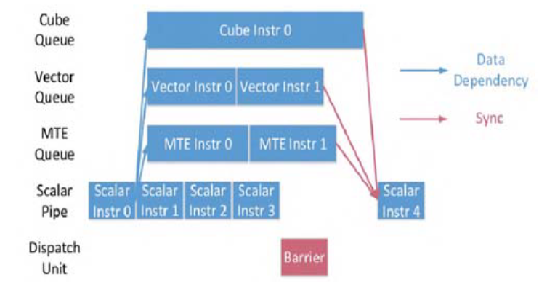 Cube
Queue
Cube Instr 0
Vector
Queue
Vector Instr 0
Vector Instr 1
Data
Dependency
Sync
MTE
Queue
MTE Instr 0
MTE Instr 1
Scalar
Pipe
Scalar
Instr 0
Scalar
Instr 1
Scalar
Instr 2
Scalar
Instr 3
Scalar
Instr 4
Dispatch
Unit
Barrier